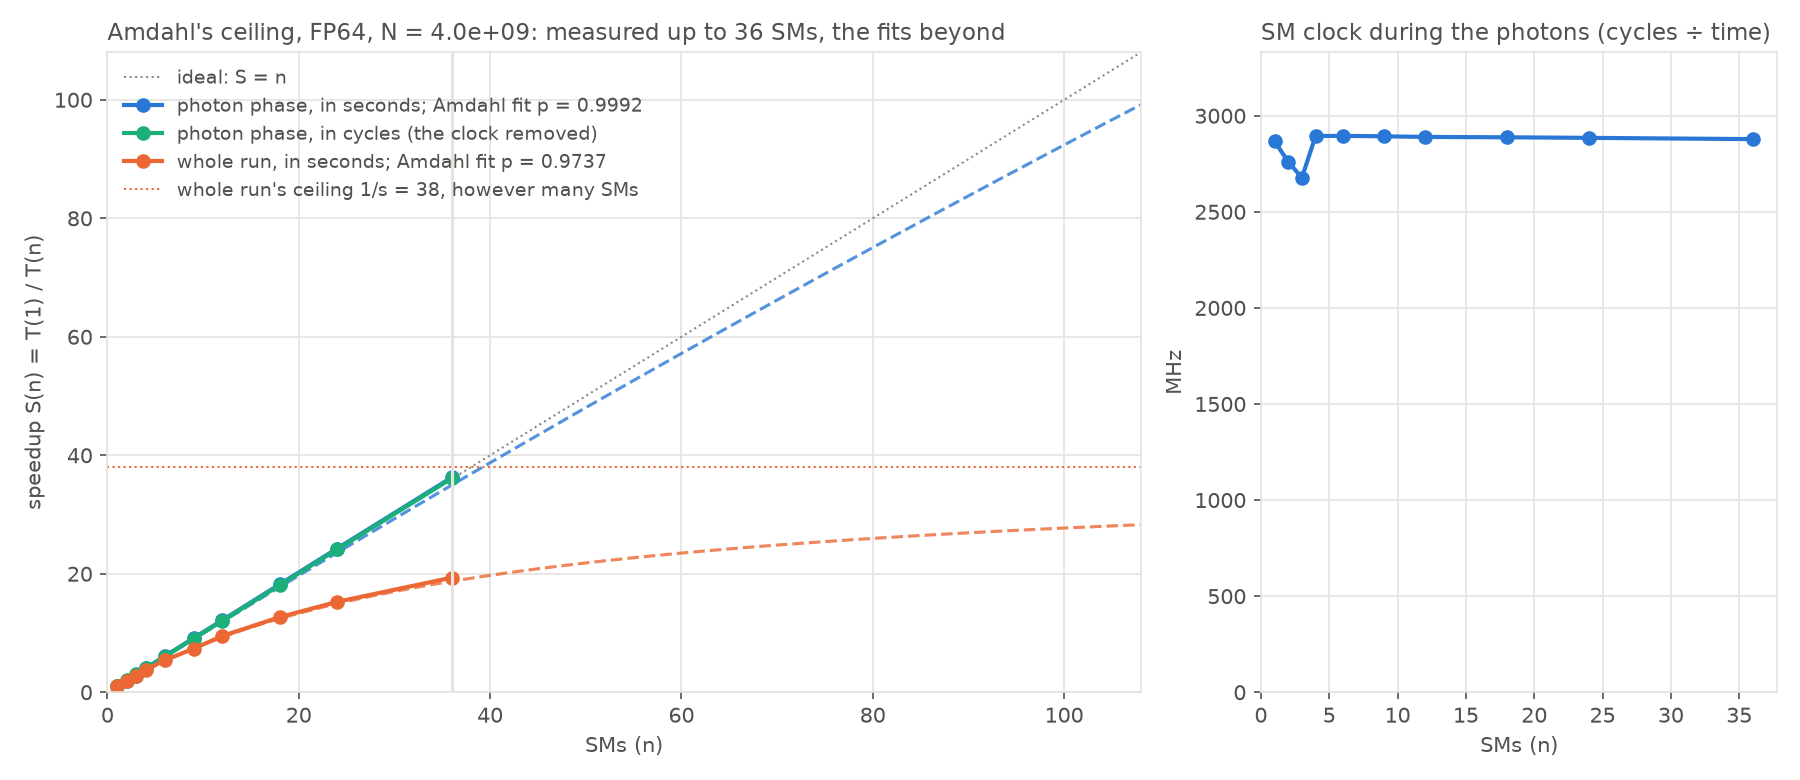 Amdahl's ceiling, FP64, N = 4.0e+09: measured up to 36 SMs, the fits beyond
ideal: S = n
photon phase, in seconds; Amdahl fit p = 0.9992
photon phase, in cycles (the clock removed)
whole run, in seconds; Amdahl fit p = 0.9737
whole run's ceiling 1/s = 38, however many SMs
speedup S(n) = T(1) / T(n)
100
80
60
40
20
0
0 20 40 60 80 100
SMs (n)
SM clock during the photons (cycles ÷ time)
MHz
3000
2500
2000
1500
1000
500
0
0 5 10 15 20 25 30 35
SMs (n)